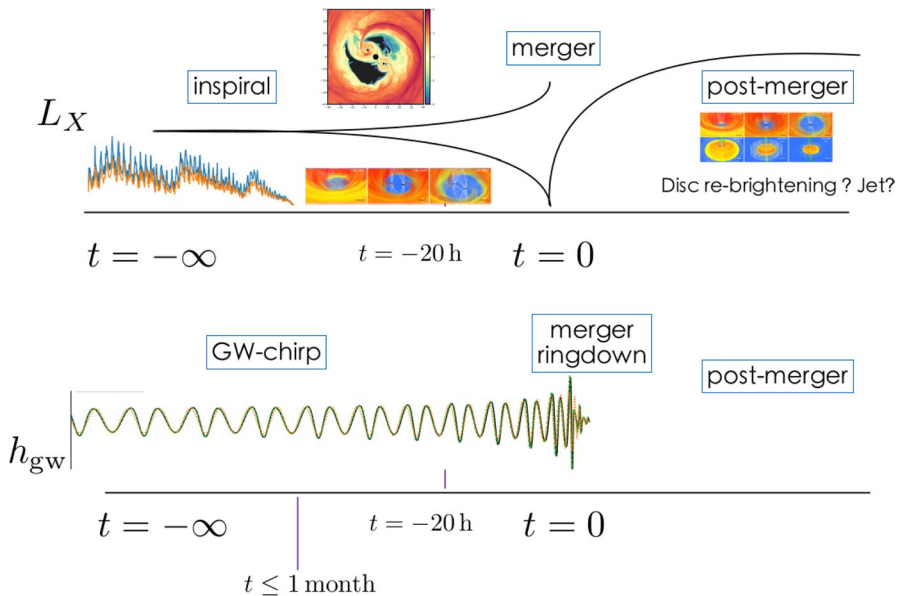 merger
inspiral
post-merger
L_X
Disc re-brightening ? Jet?
t = −∞
t = −20 h
t = 0
GW-chirp
merger
ringdown
post-merger
h_gw
t = −∞
t = −20 h
t = 0
t ≤ 1 month